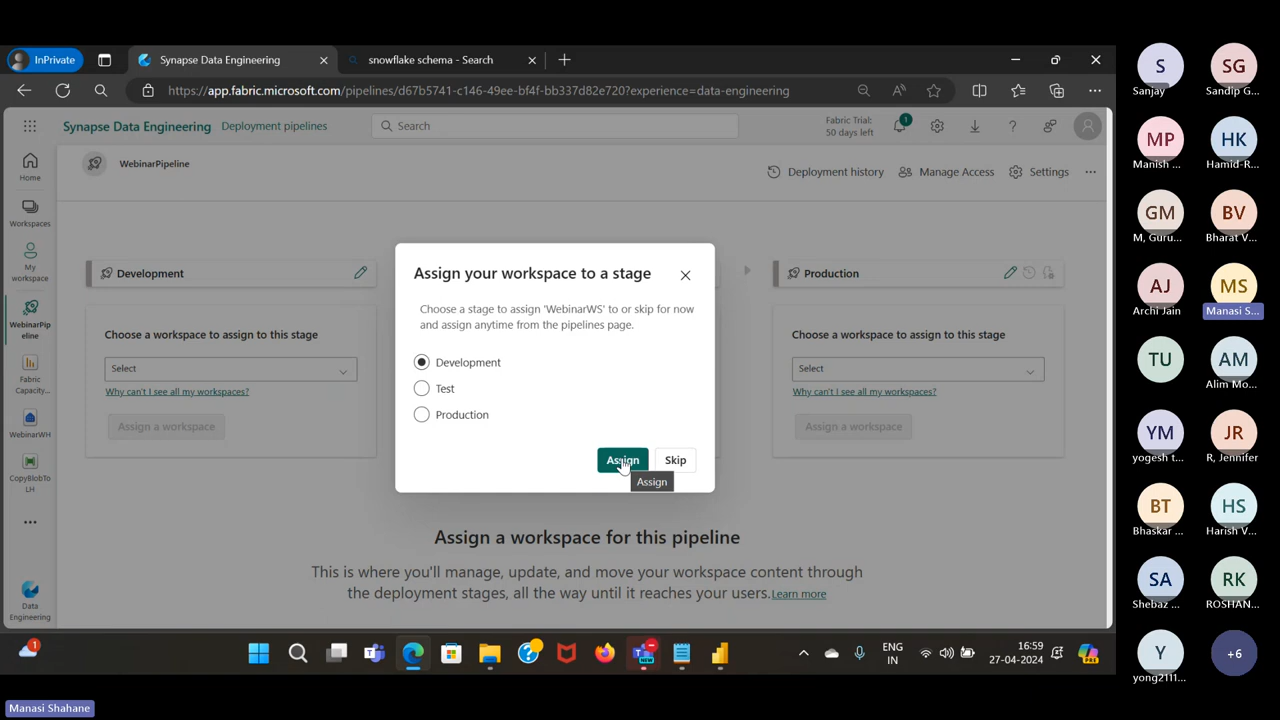 InPrivate
Synapse Data Engineering
snowflake schema - Search
https://app.fabric.microsoft.com/pipelines/d67b5741-c146-49ee-bf4f-bb337d82e720?experience=data-engineering
Synapse Data Engineering
Deployment pipelines
Search
Fabric Trial:
50 days left
1
Home
Workspaces
My
workspace
WebinarPip
eline
Fabric
Capacity...
WebinarWH
CopyBlobTo
LH
Data
Engineering
WebinarPipeline
Deployment history
Manage Access
Settings
Development
Choose a workspace to assign to this stage
Select
Why can't I see all my workspaces?
Assign a workspace
Assign your workspace to a stage
Choose a stage to assign 'WebinarWS' to or skip for now
and assign anytime from the pipelines page.
Development
Test
Production
Assign
Skip
Assign
Production
Choose a workspace to assign to this stage
Select
Why can't I see all my workspaces?
Assign a workspace
Assign a workspace for this pipeline
This is where you'll manage, update, and move your workspace content through
the deployment stages, all the way until it reaches your users. Learn more
1
NEW
ENG
IN
16:59
27-04-2024
PRE
Manasi Shahane
S
Sanjay
SG
Sandip G...
MP
Manish ...
HK
Hamid-R...
GM
M, Guru...
BV
Bharat V...
AJ
Archi Jain
MS
Manasi S...
TU
AM
Alim Mo...
YM
yogesh t...
JR
R, Jennifer
BT
Bhaskar ...
HS
Harish V...
SA
Shebaz ...
RK
ROSHAN...
Y
yong2111...
+6